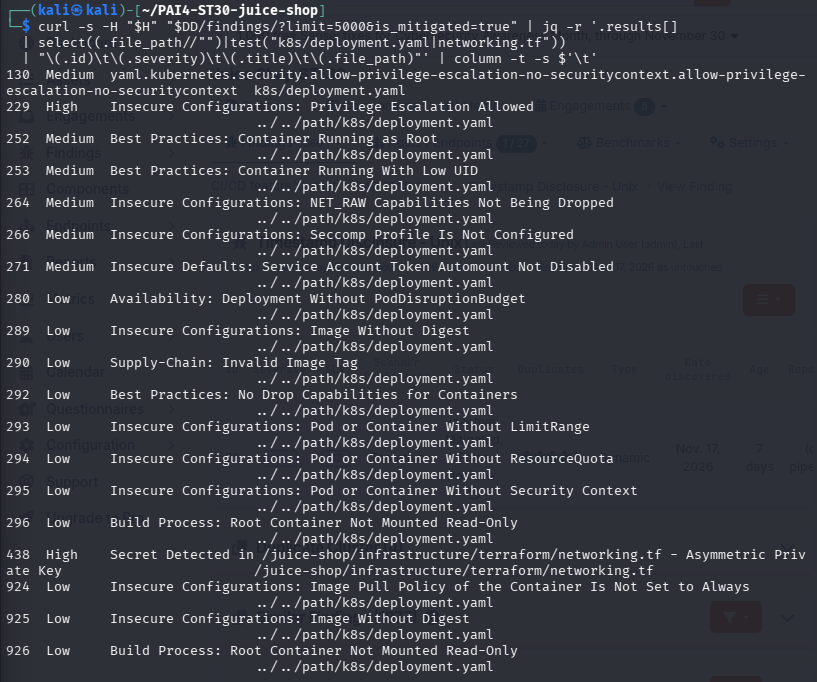 ┌──(kali㉿kali)-[~/PAI4-ST30-juice-shop]
└─$ curl -s -H "$H" "$DD/findings/?limit=5000&is_mitigated=true" | jq -r '.results[]
  | select((.file_path//"")|test("k8s/deployment.yaml|networking.tf"))
  | "\(.id)\t\(.severity)\t\(.title)\t\(.file_path)"' | column -t -s $'\t'
130  Medium  yaml.kubernetes.security.allow-privilege-escalation-no-securitycontext.allow-privilege-
escalation-no-securitycontext  k8s/deployment.yaml
229  High    Insecure Configurations: Privilege Escalation Allowed
../../path/k8s/deployment.yaml
252  Medium  Best Practices: Container Running As Root
../../path/k8s/deployment.yaml
253  Medium  Best Practices: Container Running With Low UID
../../path/k8s/deployment.yaml
264  Medium  Insecure Configurations: NET_RAW Capabilities Not Being Dropped
../../path/k8s/deployment.yaml
266  Medium  Insecure Configurations: Seccomp Profile Is Not Configured
../../path/k8s/deployment.yaml
271  Medium  Insecure Defaults: Service Account Token Automount Not Disabled
../../path/k8s/deployment.yaml
280  Low     Availability: Deployment Without PodDisruptionBudget
../../path/k8s/deployment.yaml
289  Low     Insecure Configurations: Image Without Digest
../../path/k8s/deployment.yaml
290  Low     Supply-Chain: Invalid Image Tag
../../path/k8s/deployment.yaml
292  Low     Best Practices: No Drop Capabilities for Containers
../../path/k8s/deployment.yaml
293  Low     Insecure Configurations: Pod or Container Without LimitRange
../../path/k8s/deployment.yaml
294  Low     Insecure Configurations: Pod or Container Without ResourceQuota
../../path/k8s/deployment.yaml
295  Low     Insecure Configurations: Pod or Container Without Security Context
../../path/k8s/deployment.yaml
296  Low     Build Process: Root Container Not Mounted Read-Only
../../path/k8s/deployment.yaml
438  High    Secret Detected in /juice-shop/infrastructure/terraform/networking.tf - Asymmetric Priv
ate Key                        /juice-shop/infrastructure/terraform/networking.tf
924  Low     Insecure Configurations: Image Pull Policy of the Container Is Not Set to Always
../../path/k8s/deployment.yaml
925  Low     Insecure Configurations: Image Without Digest
../../path/k8s/deployment.yaml
926  Low     Build Process: Root Container Not Mounted Read-Only
../../path/k8s/deployment.yaml